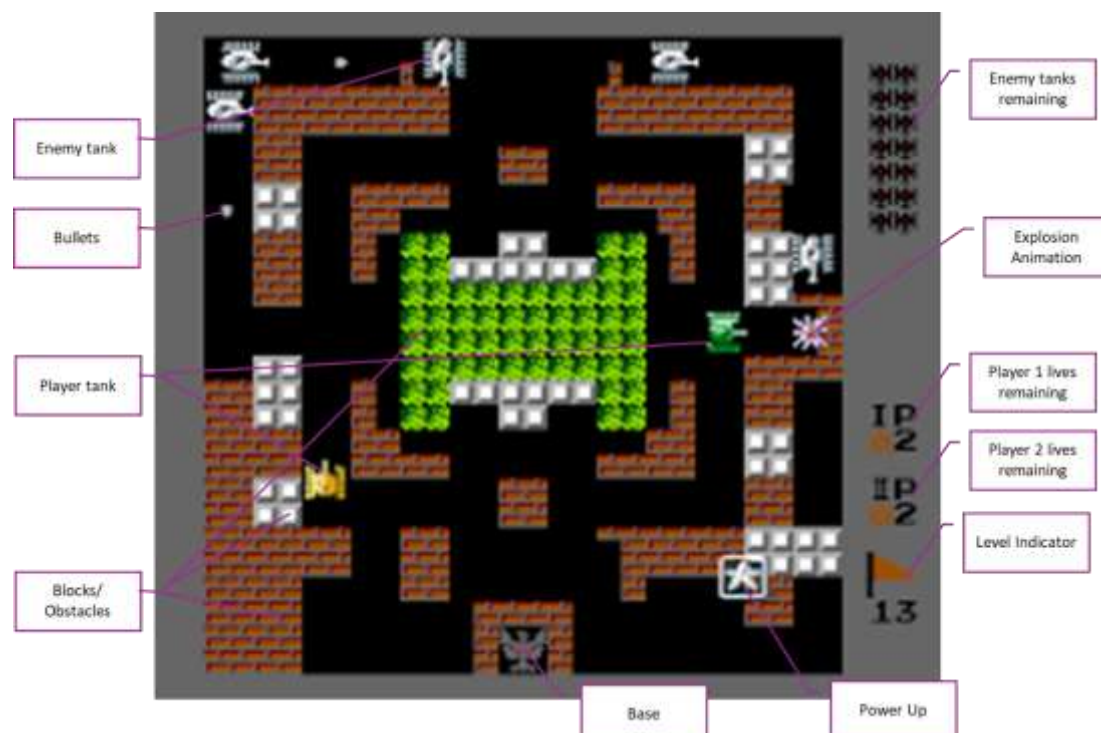 Enemy tanks
remaining
Enemy tank
Bullets
Explosion
Animation
Player tank
Player 1 lives
remaining
IP
2
Player 2 lives
remaining
IIP
2
Level Indicator
13
Blocks/
Obstacles
Base
Power Up